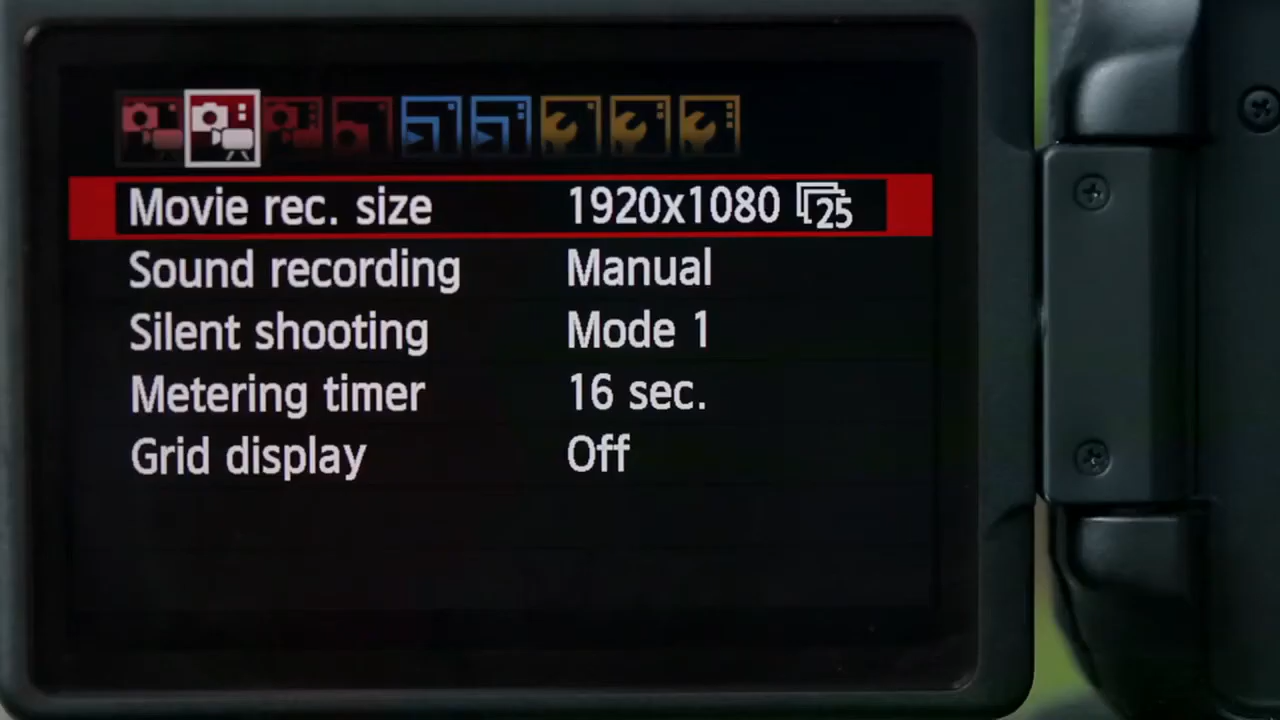 Movie rec. size 1920x1080 25
Sound recording Manual
Silent shooting Mode 1
Metering timer 16 sec.
Grid display Off